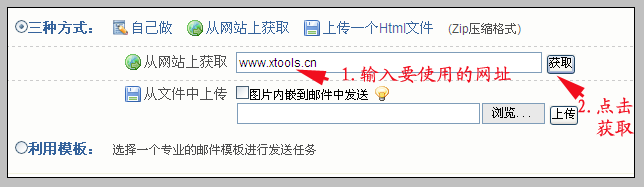 三种方式： 自己做 从网站上获取 上传一个Html文件 (Zip压缩格式)
从网站上获取 www.xtools.cn 获取
1.输入要使用的网址
从文件中上传 图片内嵌到邮件中发送
2.点击
获取
浏览... 上传
利用模板： 选择一个专业的邮件模板进行发送任务